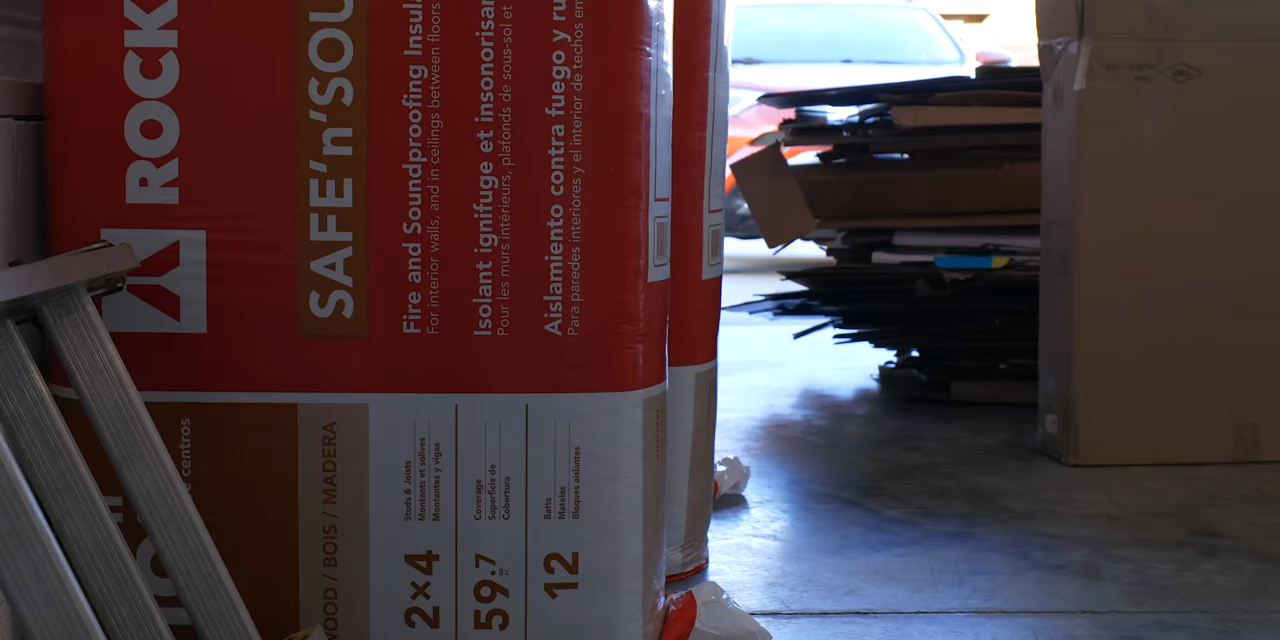 ROCK
SAFE'n'SOU
Fire and Soundproofing Insula
For interior walls, and in ceilings between floors
Isolant ignifuge et insonorisan
Pour les murs intérieurs, plafonds de sous-sol et
Aislamiento contra fuego y ru
Para paredes interiores y el interior de techos en
centros
WOOD / BOIS / MADERA
2×4
Studs & Joists
Montants et solives
Montantes y vigas
59.7
Coverage
Superficie de
Cobertura
12
Batts
Matelas
Bloques aislantes